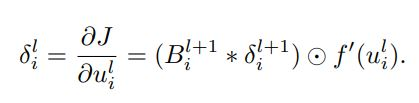 δ_i^l = ∂J/∂u_i^l = (B_i^{l+1} * δ_i^{l+1}) ⊙ f′(u_i^l).